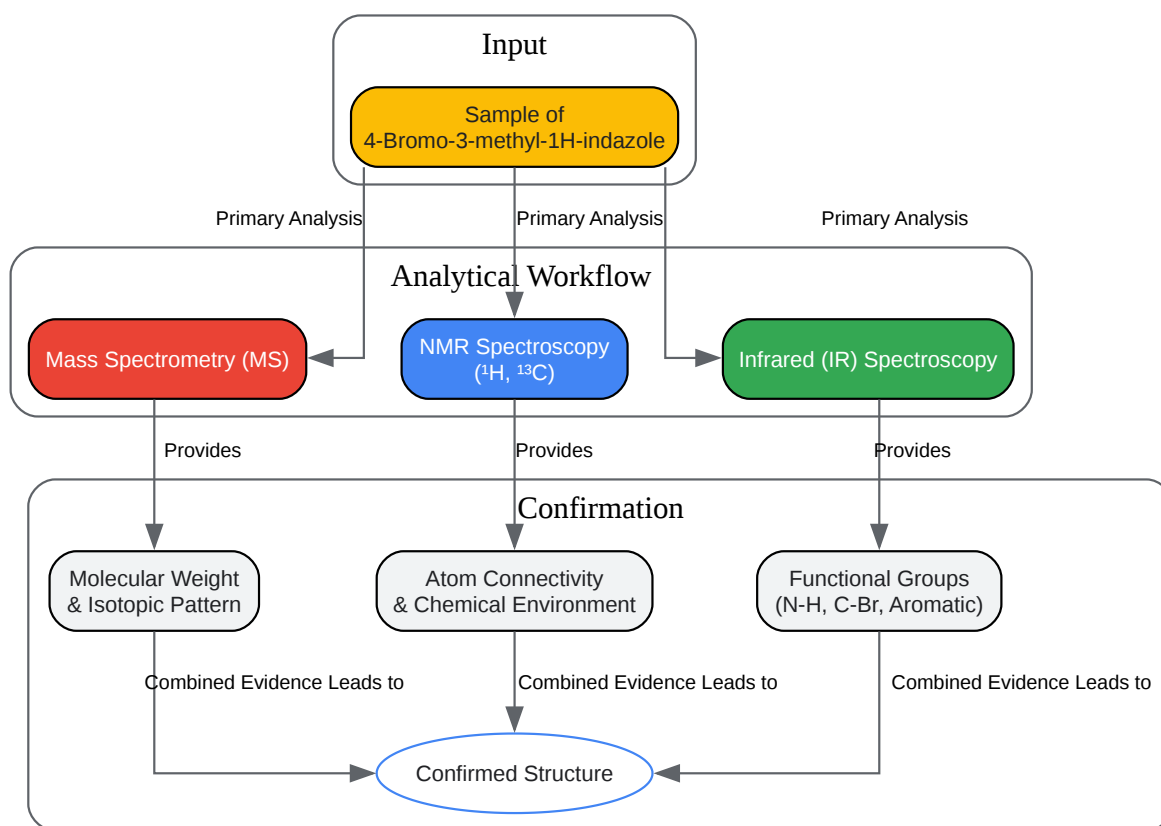 Input
Sample of
4-Bromo-3-methyl-1H-indazole
Primary Analysis
Primary Analysis
Primary Analysis
Analytical Workflow
Mass Spectrometry (MS)
NMR Spectroscopy
(¹H, ¹³C)
Infrared (IR) Spectroscopy
Provides
Provides
Provides
Confirmation
Molecular Weight
& Isotopic Pattern
Atom Connectivity
& Chemical Environment
Functional Groups
(N-H, C-Br, Aromatic)
Combined Evidence Leads to
Combined Evidence Leads to
Combined Evidence Leads to
Confirmed Structure